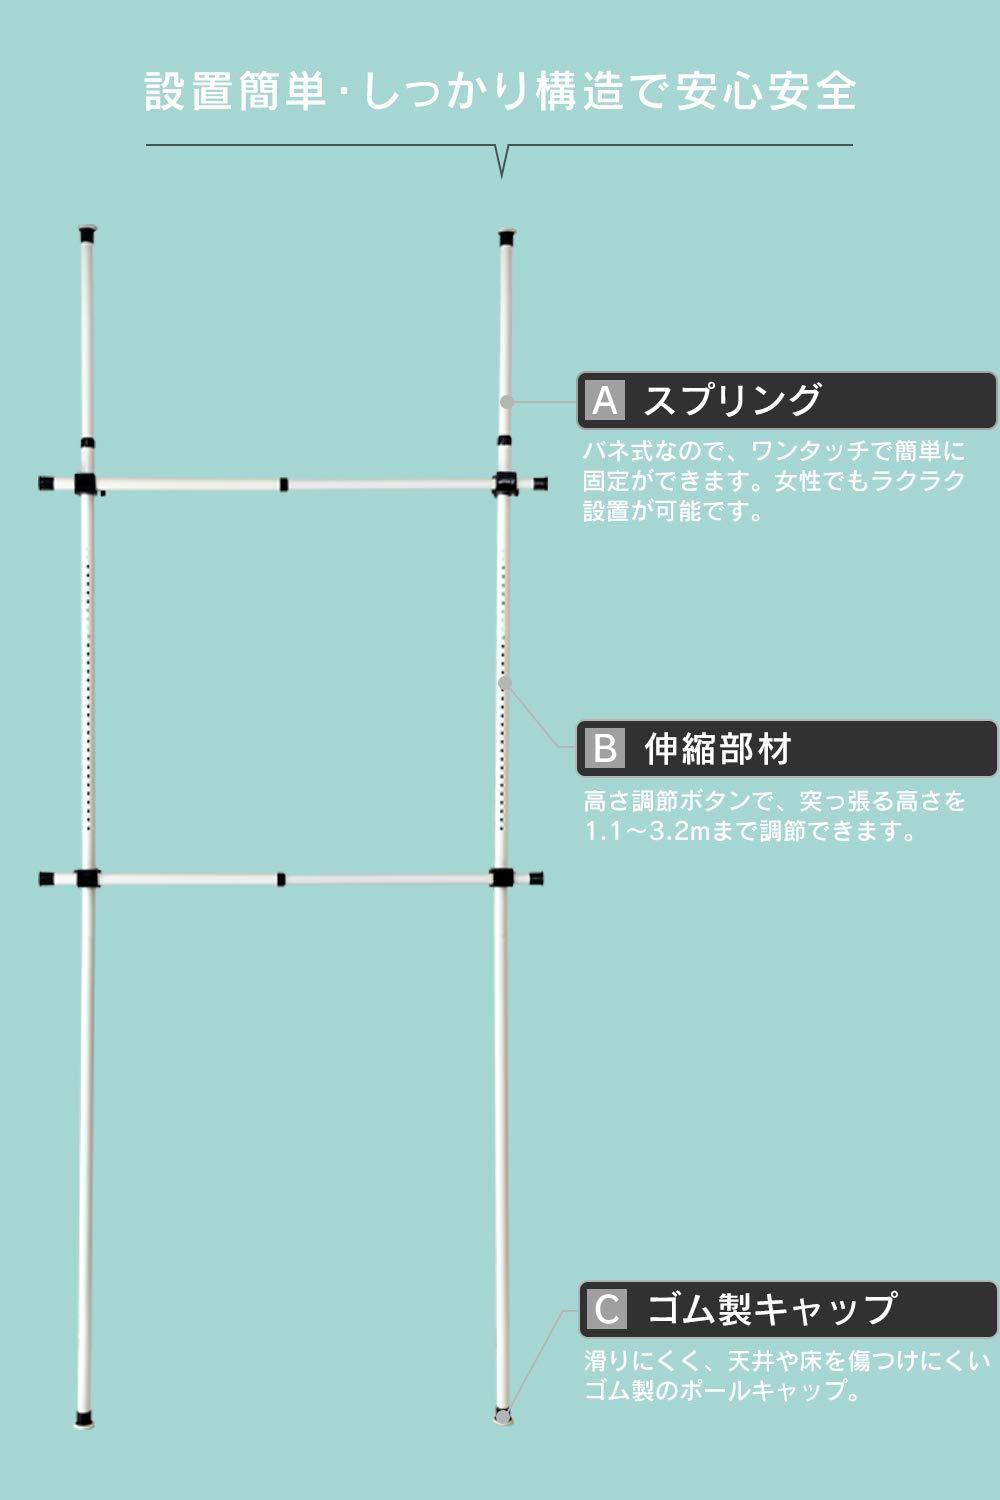 設置簡単・しっかり構造で安心安全
A スプリング
バネ式なので、ワンタッチで簡単に
固定ができます。女性でもラクラク
設置が可能です。
B 伸縮部材
高さ調節ボタンで、突っ張る高さを
1.1〜3.2mまで調節できます。
C ゴム製キャップ
滑りにくく、天井や床を傷つけにくい
ゴム製のポールキャップ。